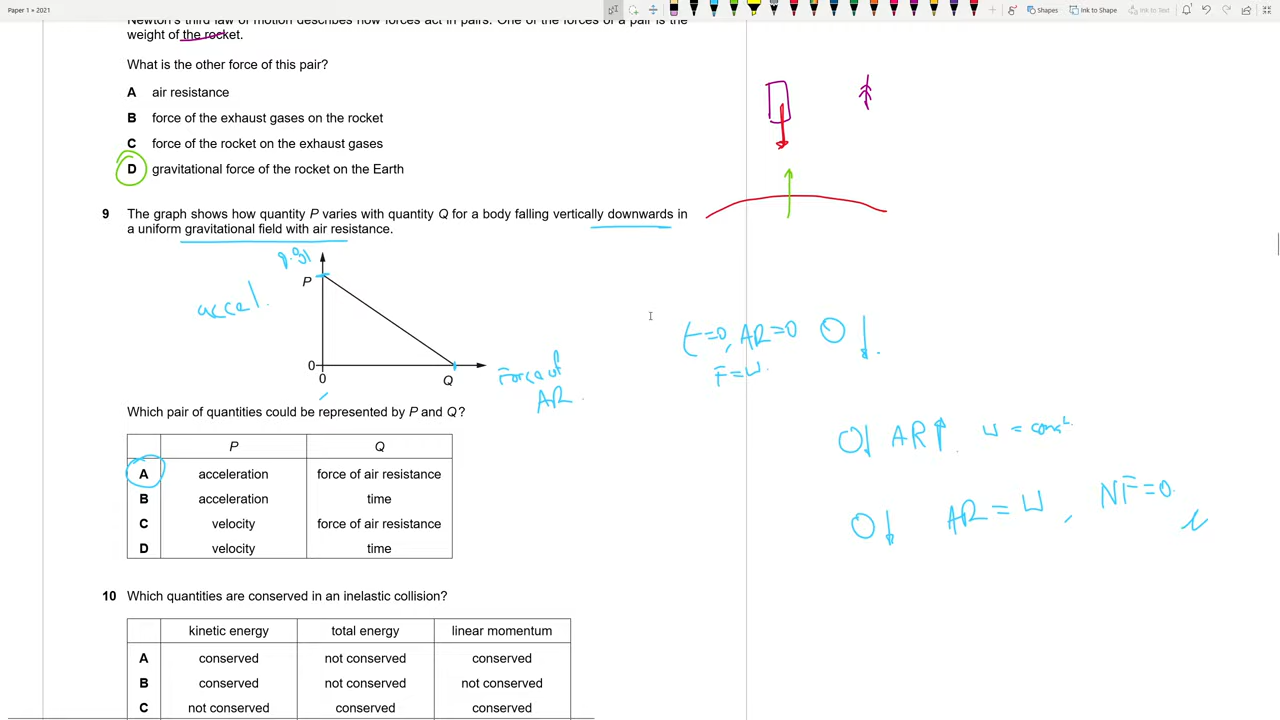 Paper 1 > 2021
Shapes
Ink to Shape
Ink to Text
Newton's third law of motion describes how forces act in pairs. One of the forces of a pair is the
weight of the rocket.
What is the other force of this pair?
A air resistance
B force of the exhaust gases on the rocket
C force of the rocket on the exhaust gases
D gravitational force of the rocket on the Earth
9 The graph shows how quantity P varies with quantity Q for a body falling vertically downwards in
a uniform gravitational field with air resistance.
9.81
P
accel.
0
0
Q
Force of
AR
t=0, AR=0
F=W.
AR↑. W = const
AR = W, NF=0.
Which pair of quantities could be represented by P and Q?
P Q
A acceleration force of air resistance
B acceleration time
C velocity force of air resistance
D velocity time
10 Which quantities are conserved in an inelastic collision?
kinetic energy total energy linear momentum
A conserved not conserved conserved
B conserved not conserved not conserved
C not conserved conserved conserved